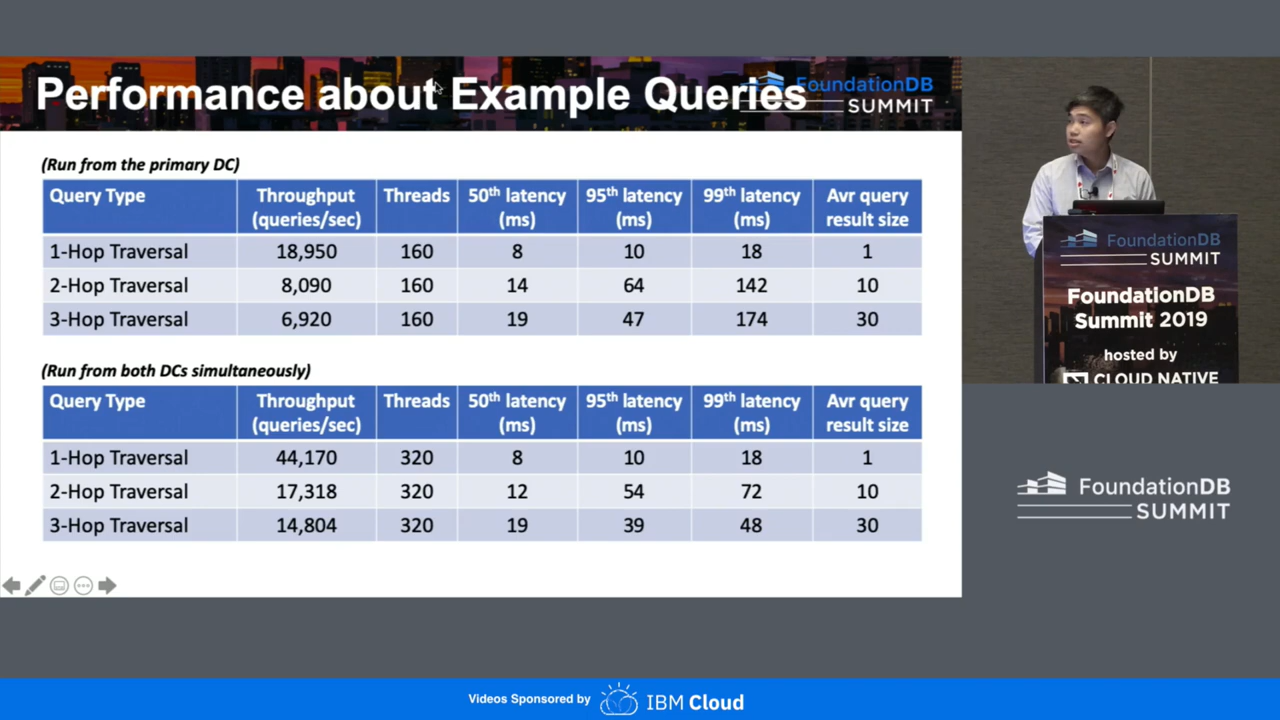 Performance about Example Queries
FoundationDB
SUMMIT
(Run from the primary DC)
Query Type Throughput (queries/sec) Threads 50th latency (ms) 95th latency (ms) 99th latency (ms) Avr query result size
1-Hop Traversal 18,950 160 8 10 18 1
2-Hop Traversal 8,090 160 14 64 142 10
3-Hop Traversal 6,920 160 19 47 174 30
(Run from both DCs simultaneously)
Query Type Throughput (queries/sec) Threads 50th latency (ms) 95th latency (ms) 99th latency (ms) Avr query result size
1-Hop Traversal 44,170 320 8 10 18 1
2-Hop Traversal 17,318 320 12 54 72 10
3-Hop Traversal 14,804 320 19 39 48 30
FoundationDB
SUMMIT
FoundationDB
Summit 2019
hosted by
CLOUD NATIVE
FoundationDB
SUMMIT
Videos Sponsored by IBM Cloud